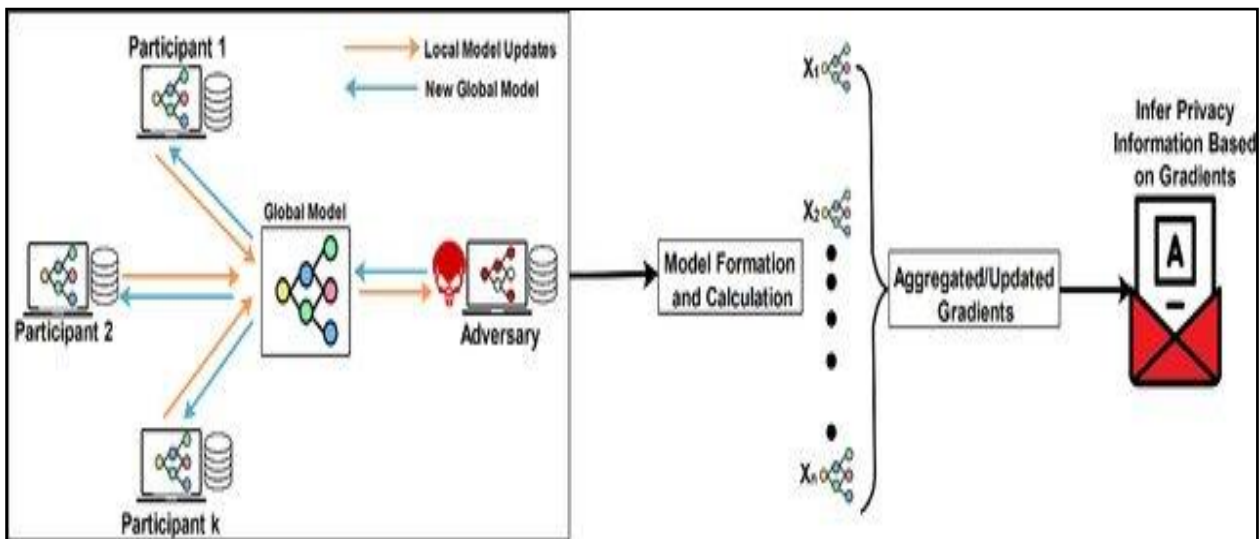 Participant 1
Local Model Updates
New Global Model
Global Model
Participant 2
Adversary
Participant k
Model Formation
and Calculation
X1
X2
Xn
Aggregated/Updated
Gradients
Infer Privacy
Information Based
on Gradients
A